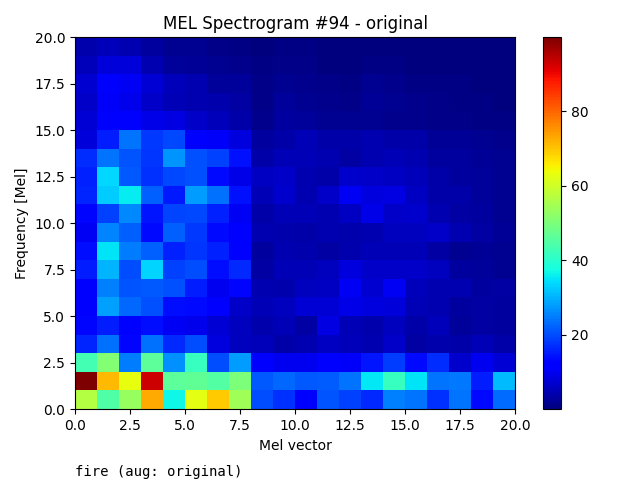 MEL Spectrogram #94 - original
20.0
17.5
15.0
12.5
10.0
7.5
5.0
2.5
0.0
Frequency [Mel]
0.0 2.5 5.0 7.5 10.0 12.5 15.0 17.5 20.0
Mel vector
80
60
40
20
fire (aug: original)